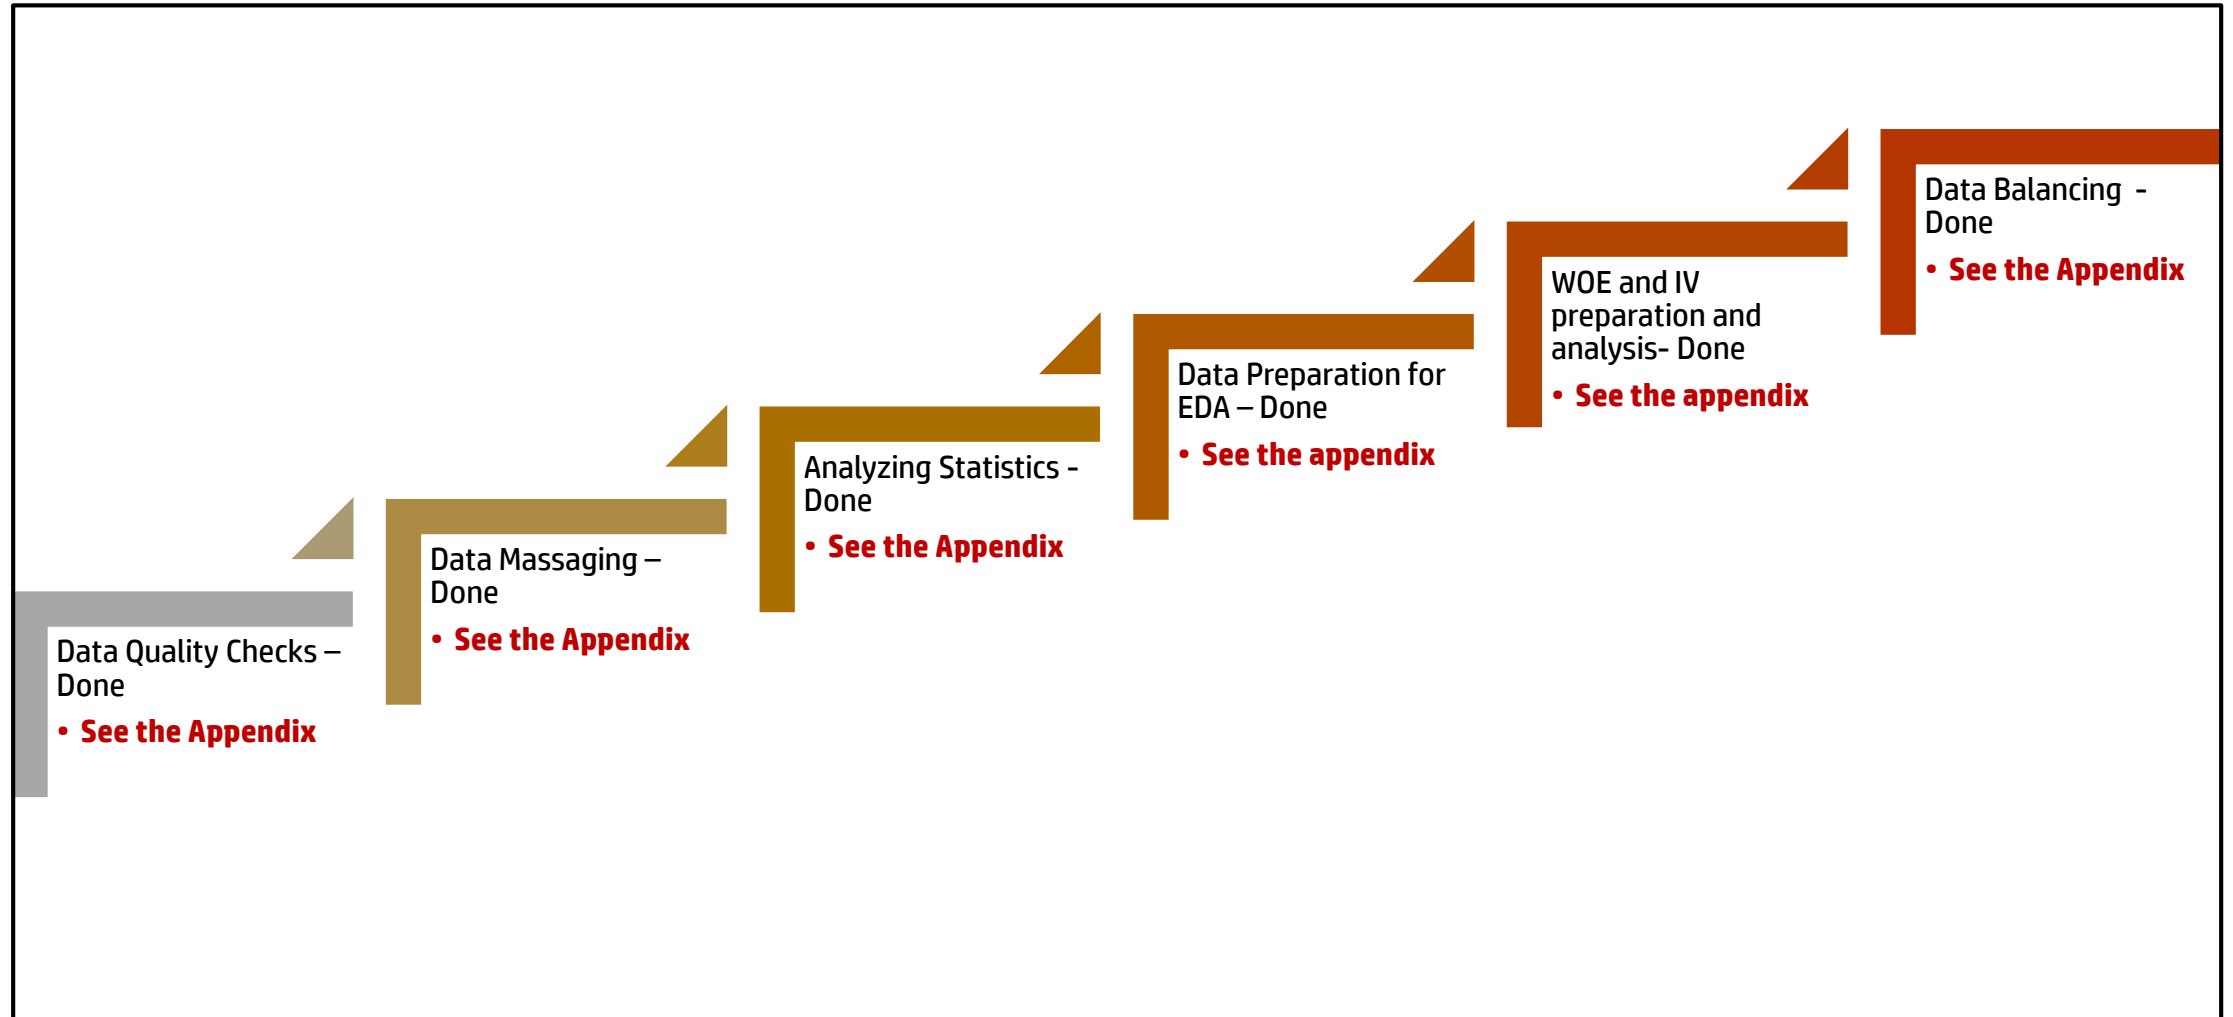 Data Quality Checks –
Done
• See the Appendix
Data Massaging –
Done
• See the Appendix
Analyzing Statistics -
Done
• See the Appendix
Data Preparation for
EDA – Done
• See the appendix
WOE and IV
preparation and
analysis- Done
• See the appendix
Data Balancing  -
Done
• See the Appendix